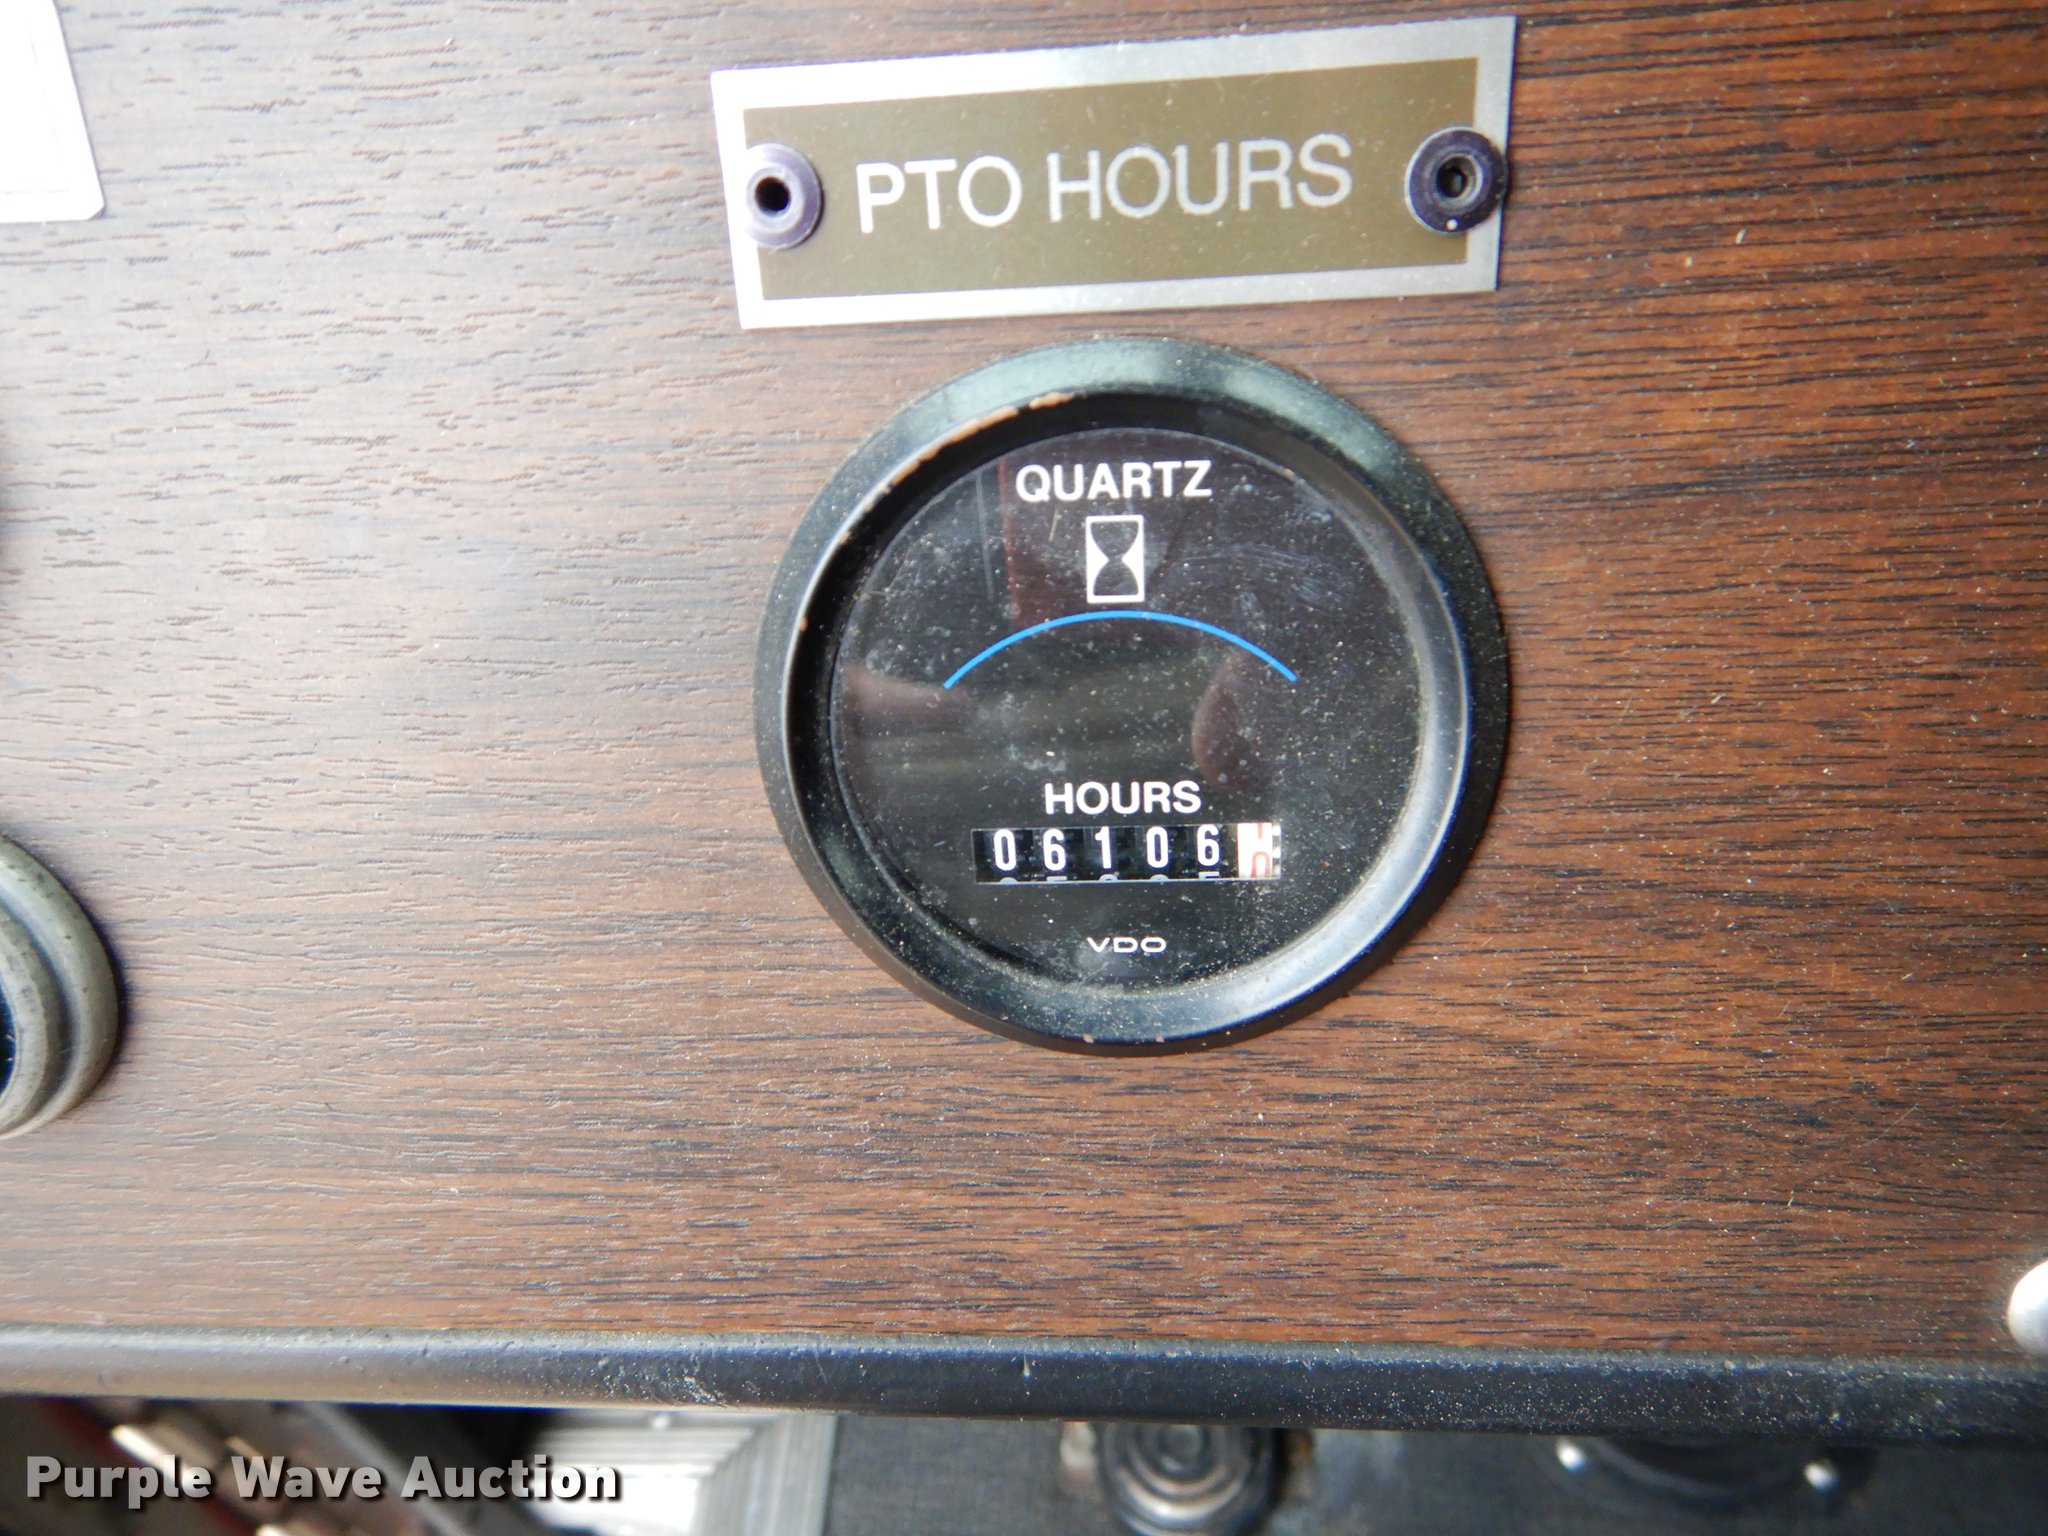 PTO HOURS
QUARTZ
HOURS
06106
VDO
Purple Wave Auction